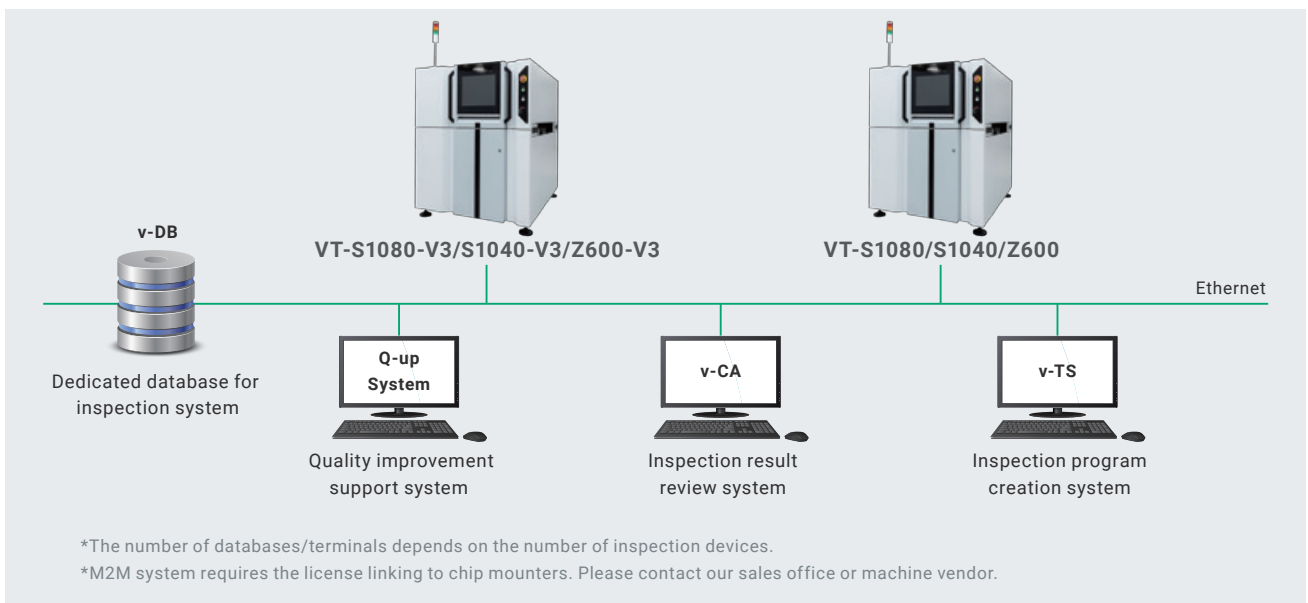 VT-S1080-V3/S1040-V3/Z600-V3
VT-S1080/S1040/Z600
v-DB
Ethernet
Dedicated database for
inspection system
Q-up
System
Quality improvement
support system
v-CA
Inspection result
review system
v-TS
Inspection program
creation system
*The number of databases/terminals depends on the number of inspection devices.
*M2M system requires the license linking to chip mounters. Please contact our sales office or machine vendor.